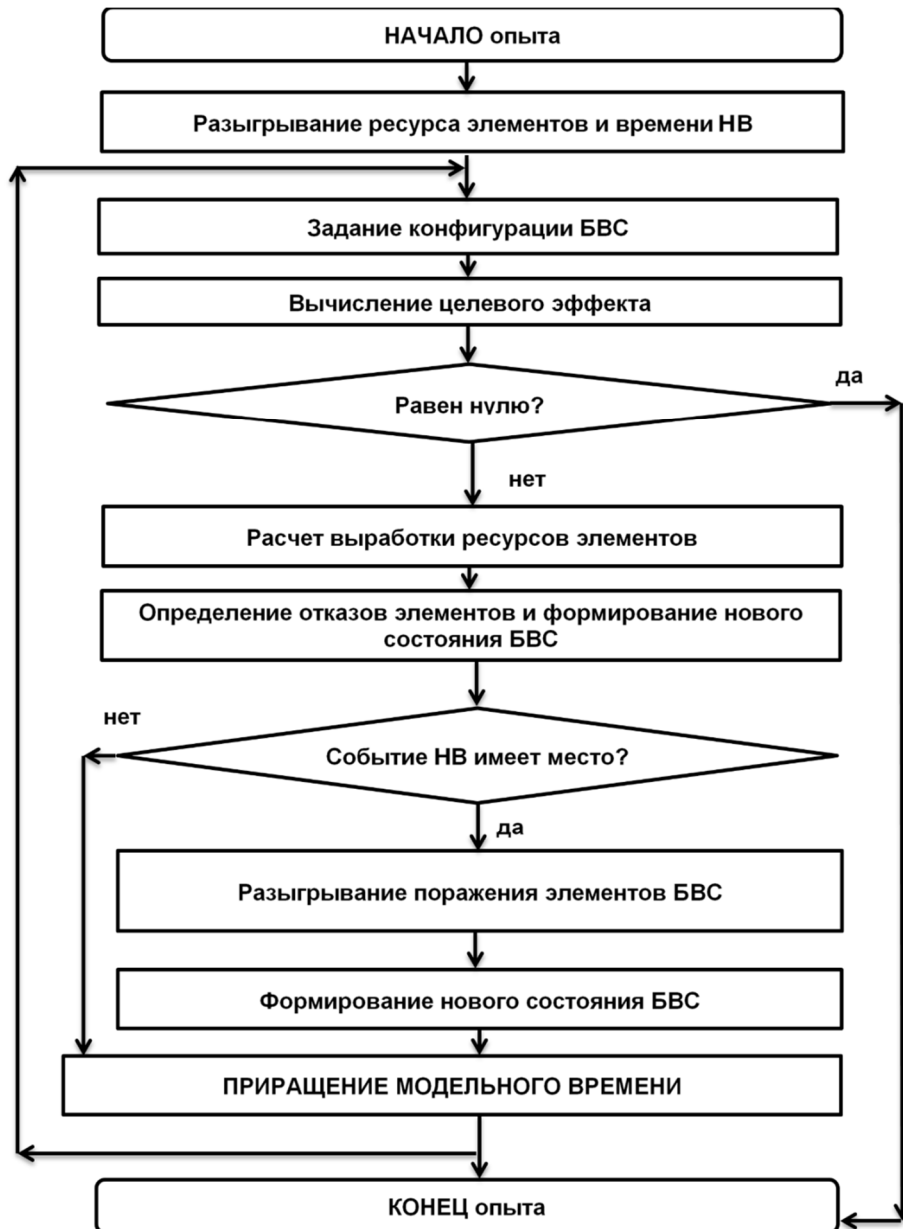 НАЧАЛО опыта
Разыгрывание ресурса элементов и времени НВ
Задание конфигурации БВС
Вычисление целевого эффекта
да
Равен нулю?
нет
Расчет выработки ресурсов элементов
Определение отказов элементов и формирование нового
состояния БВС
нет
Событие НВ имеет место?
да
Разыгрывание поражения элементов БВС
Формирование нового состояния БВС
ПРИРАЩЕНИЕ МОДЕЛЬНОГО ВРЕМЕНИ
КОНЕЦ опыта